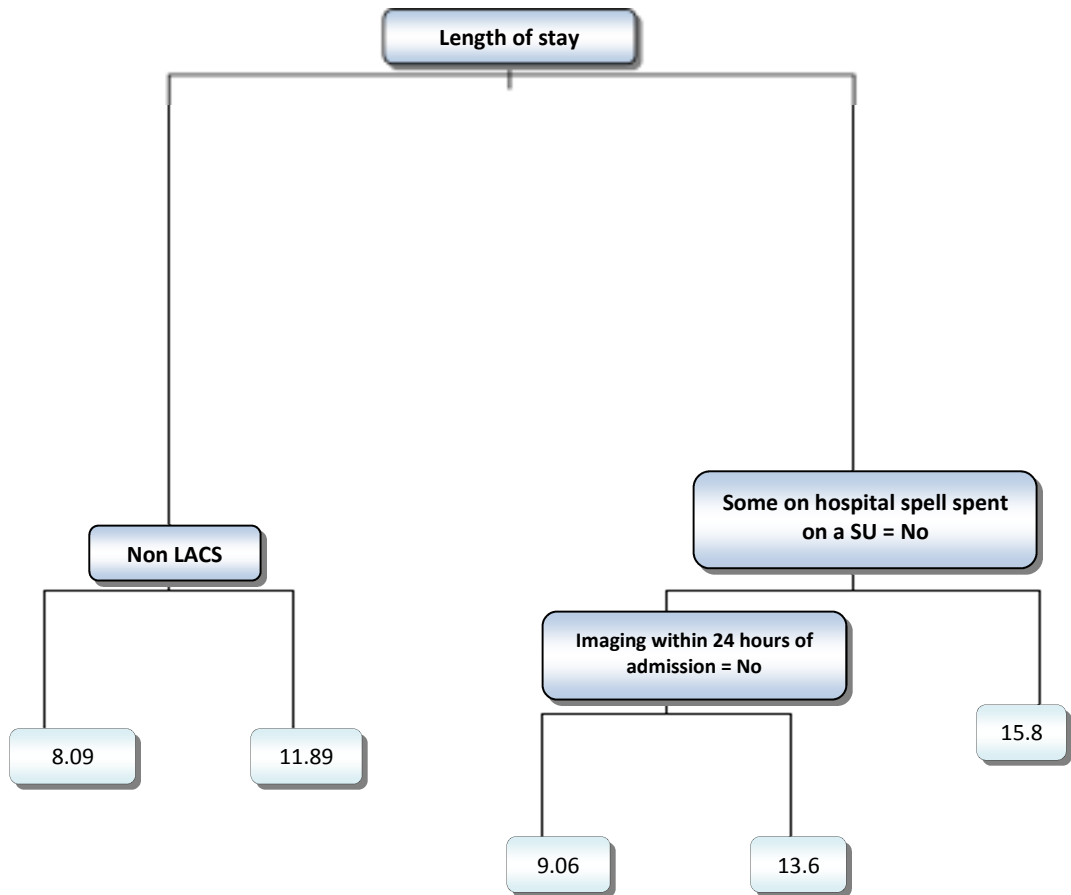 Length of stay
Some on hospital spell spent
on a SU = No
Non LACS
Imaging within 24 hours of
admission = No
8.09
11.89
15.8
9.06
13.6